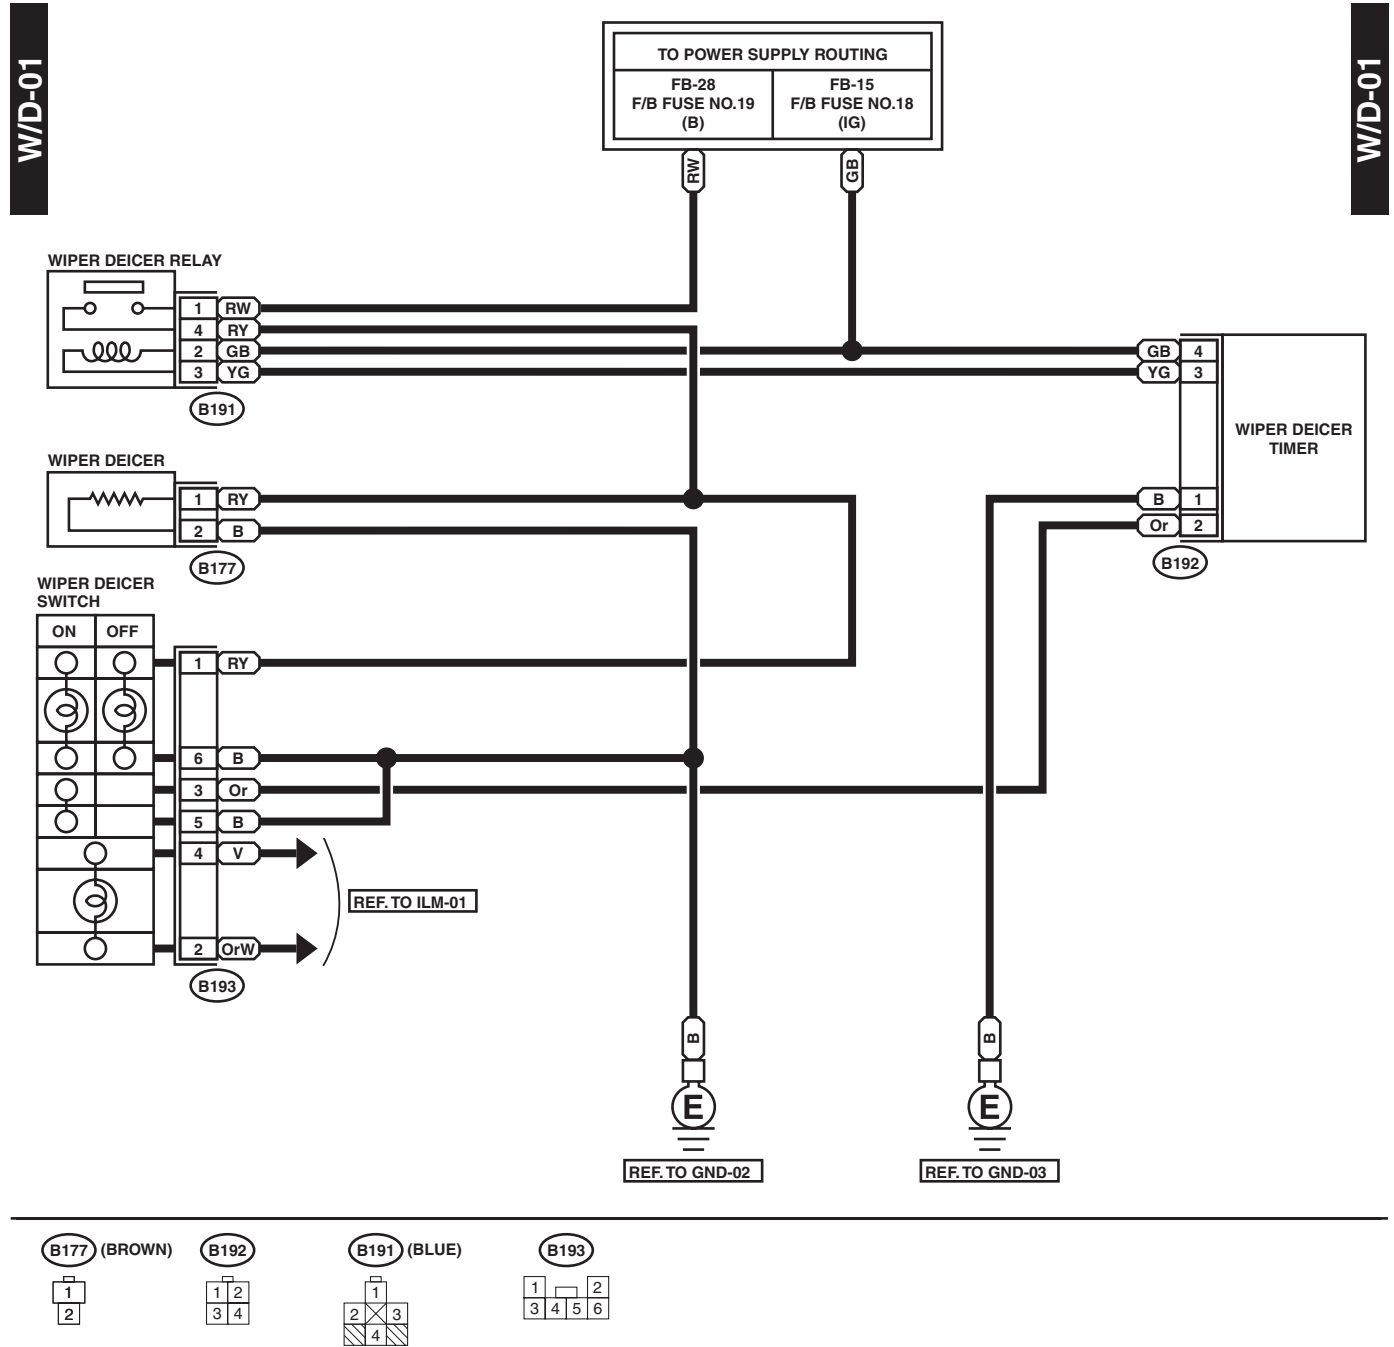 W/D-01
W/D-01
TO POWER SUPPLY ROUTING
FB-28
F/B FUSE NO.19
(B)
FB-15
F/B FUSE NO.18
(IG)
RW
GB
WIPER DEICER RELAY
1 RW
4 RY
2 GB
3 YG
B191
GB 4
YG 3
WIPER DEICER
TIMER
B 1
Or 2
B192
WIPER DEICER
1 RY
2 B
B177
WIPER DEICER
SWITCH
ON OFF
1 RY
6 B
3 Or
5 B
4 V
2 OrW
B193
REF. TO ILM-01
B
E
REF. TO GND-02
B
E
REF. TO GND-03
B177 (BROWN)
1
2
B192
1 2
3 4
B191 (BLUE)
1
2 3
4
B193
1 2
3 4 5 6